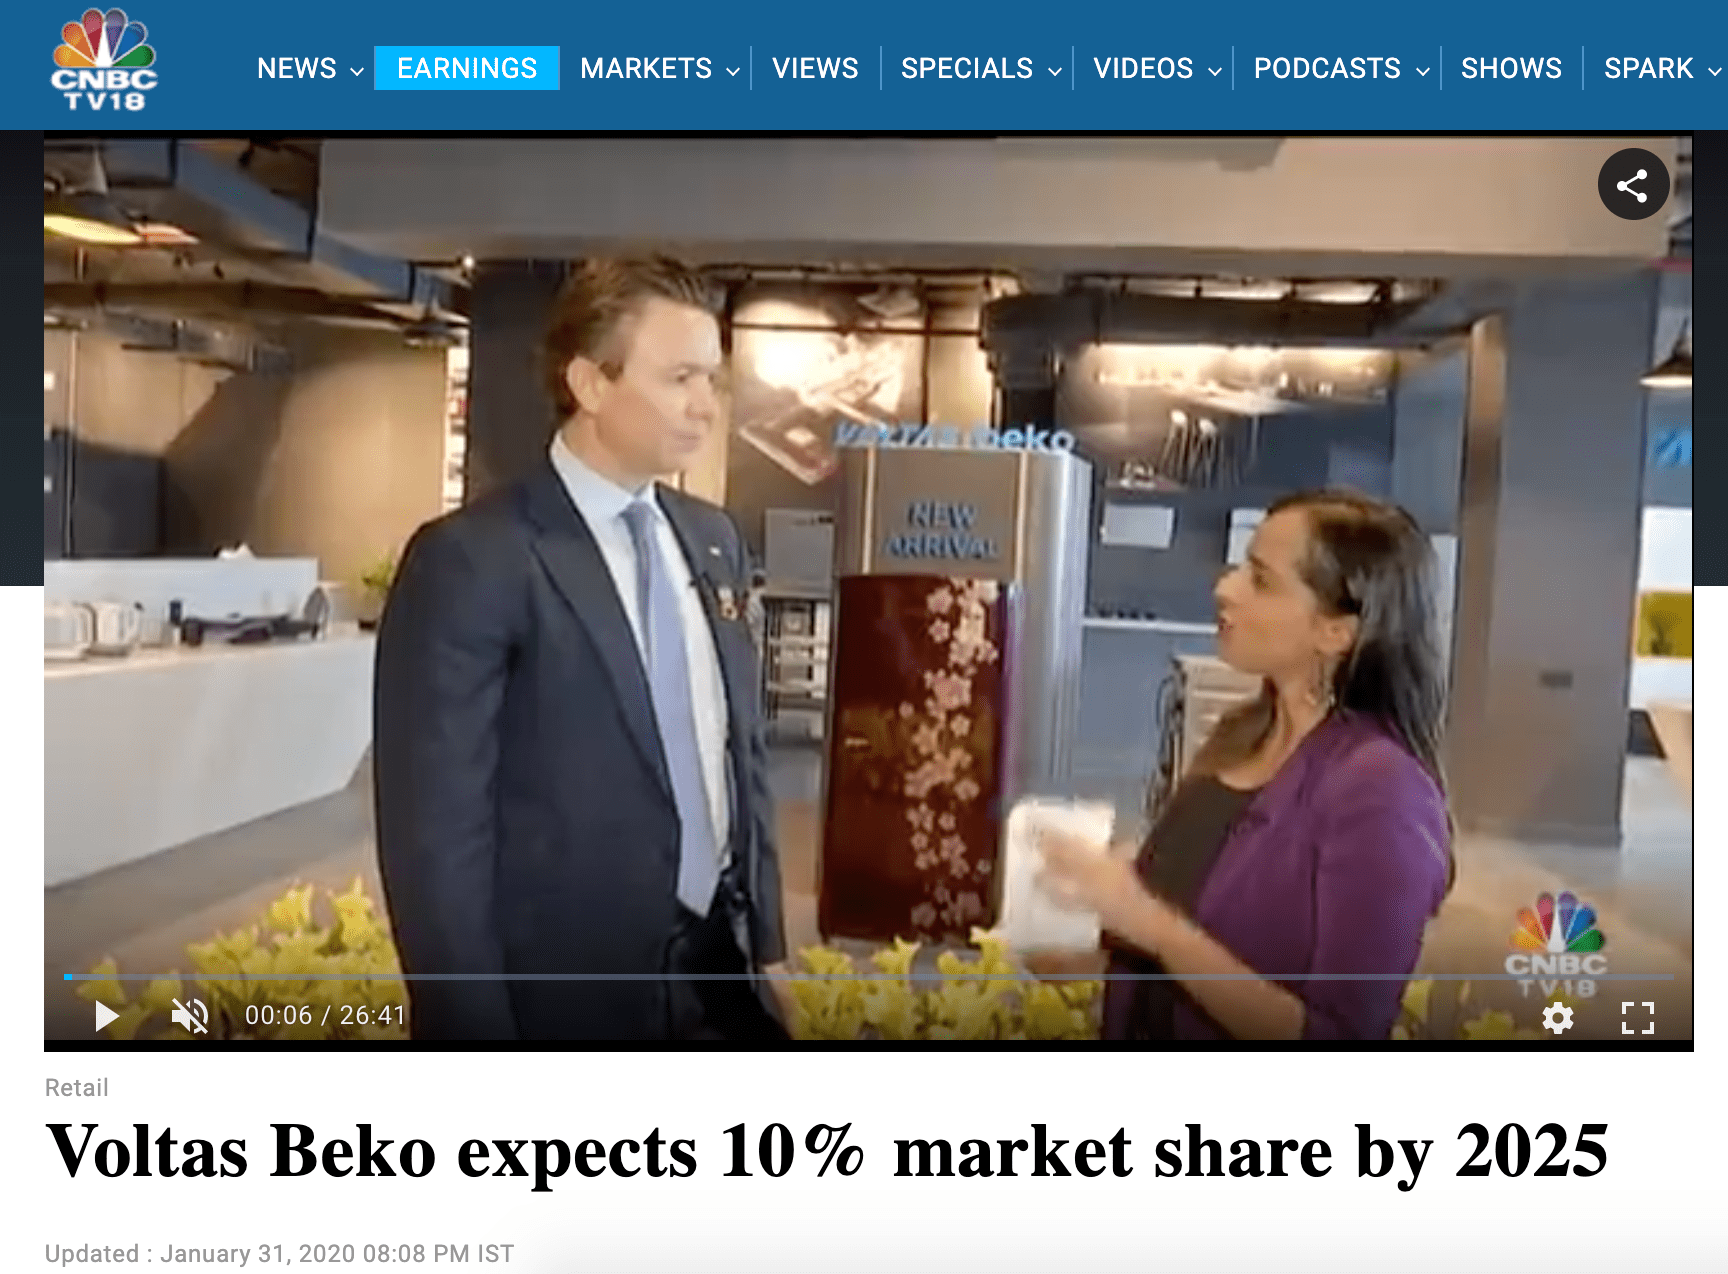 CNBC
TV18
NEWS
EARNINGS
MARKETS
VIEWS
SPECIALS
VIDEOS
PODCASTS
SHOWS
SPARK
VOLTAS beko
NEW
ARRIVAL
CNBC
TV18
00:06 / 26:41
Retail
Voltas Beko expects 10% market share by 2025
Updated : January 31, 2020 08:08 PM IST